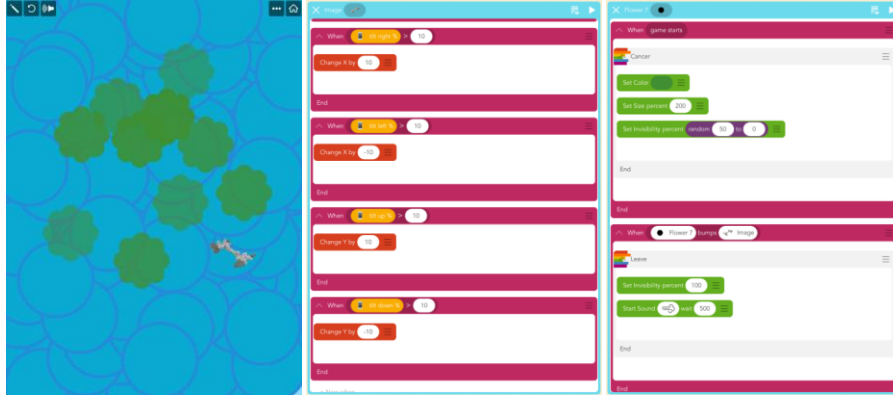 Image
When tilt right % > 10
Change X by 10
End
When tilt left % > 10
Change X by -10
End
When tilt up % > 10
Change Y by 10
End
When tilt down % > 10
Change Y by -10
End
Flower 7
When game starts
Cancer
Set Color
Set Size percent 200
Set Invisibility percent random 50 to 0
End
End
When Flower 7 bumps Image
Leave
Set Invisibility percent 100
Start Sound wait 500
End
End